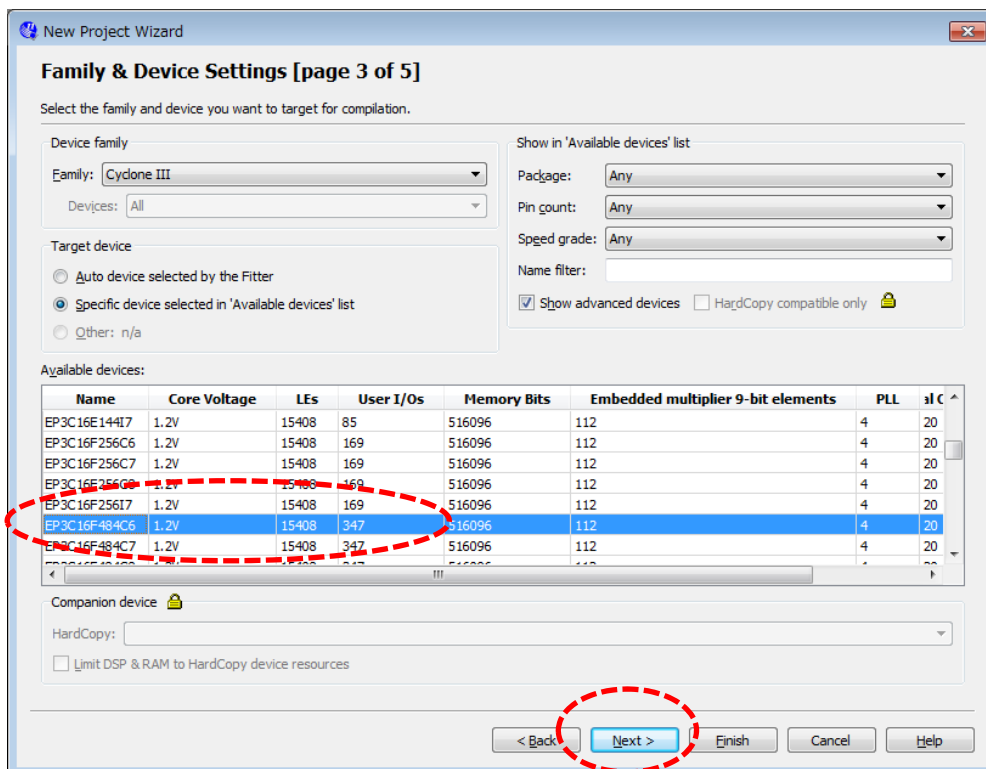 New Project Wizard
Family & Device Settings [page 3 of 5]
Select the family and device you want to target for compilation.
Device family
Family: Cyclone III
Devices: All
Target device
Auto device selected by the Fitter
Specific device selected in 'Available devices' list
Other: n/a
Show in 'Available devices' list
Package: Any
Pin count: Any
Speed grade: Any
Name filter:
Show advanced devices HardCopy compatible only
Available devices:
Name Core Voltage LEs User I/Os Memory Bits Embedded multiplier 9-bit elements PLL
EP3C16E144I7 1.2V 15408 85 516096 112 4 20
EP3C16F256C6 1.2V 15408 169 516096 112 4 20
EP3C16F256C7 1.2V 15408 169 516096 112 4 20
EP3C16F256C8 1.2V 15408 169 516096 112 4 20
EP3C16F256I7 1.2V 15408 169 516096 112 4 20
EP3C16F484C6 1.2V 15408 347 516096 112 4 20
EP3C16F484C7 1.2V 15408 347 516096 112 4 20
Companion device
HardCopy:
Limit DSP & RAM to HardCopy device resources
< Back Next > Finish Cancel Help